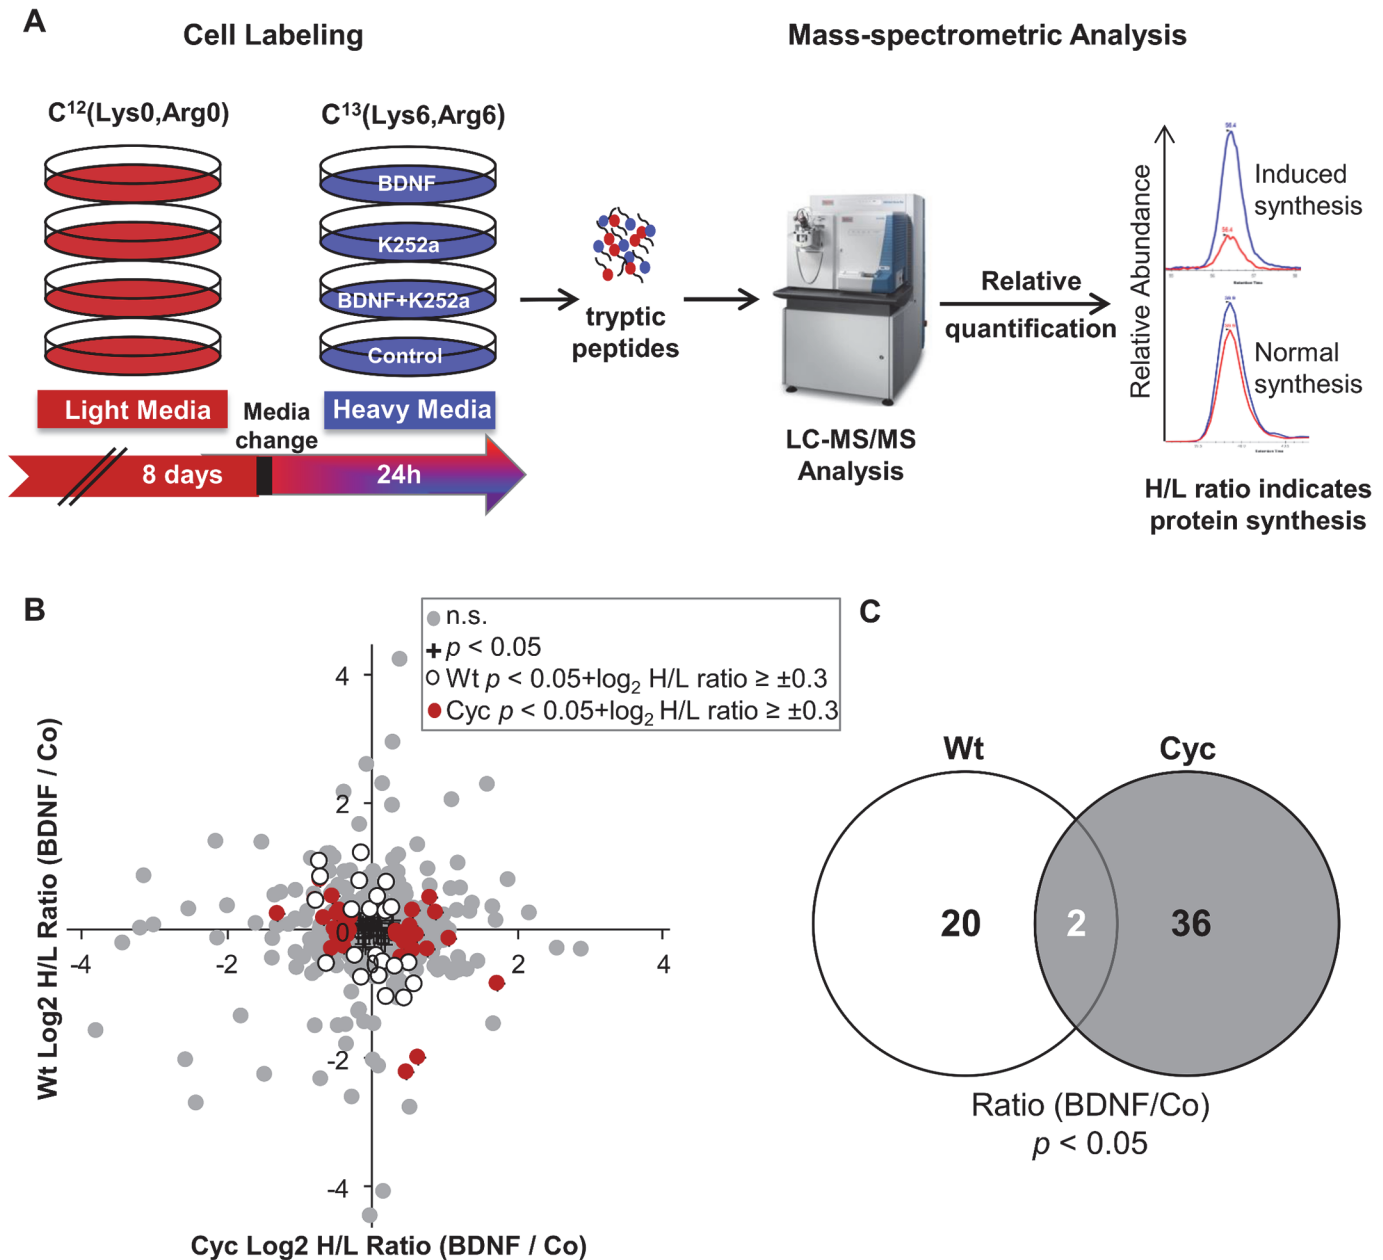 A
Cell Labeling
Mass-spectrometric Analysis
C¹²(Lys0,Arg0)
C¹³(Lys6,Arg6)
BDNF
K252a
BDNF+K252a
Control
Light Media
Media
change
Heavy Media
8 days
24h
tryptic
peptides
LC-MS/MS
Analysis
Relative
quantification
Relative Abundance
Induced
synthesis
Normal
synthesis
H/L ratio indicates
protein synthesis
B
n.s.
+ p < 0.05
Wt p < 0.05+log₂ H/L ratio ≥ ±0.3
Cyc p < 0.05+log₂ H/L ratio ≥ ±0.3
Wt Log2 H/L Ratio (BDNF / Co)
4
2
0
-2
-4
-4
-2
0
2
4
Cyc Log2 H/L Ratio (BDNF / Co)
C
Wt
Cyc
20
2
36
Ratio (BDNF/Co)
p < 0.05